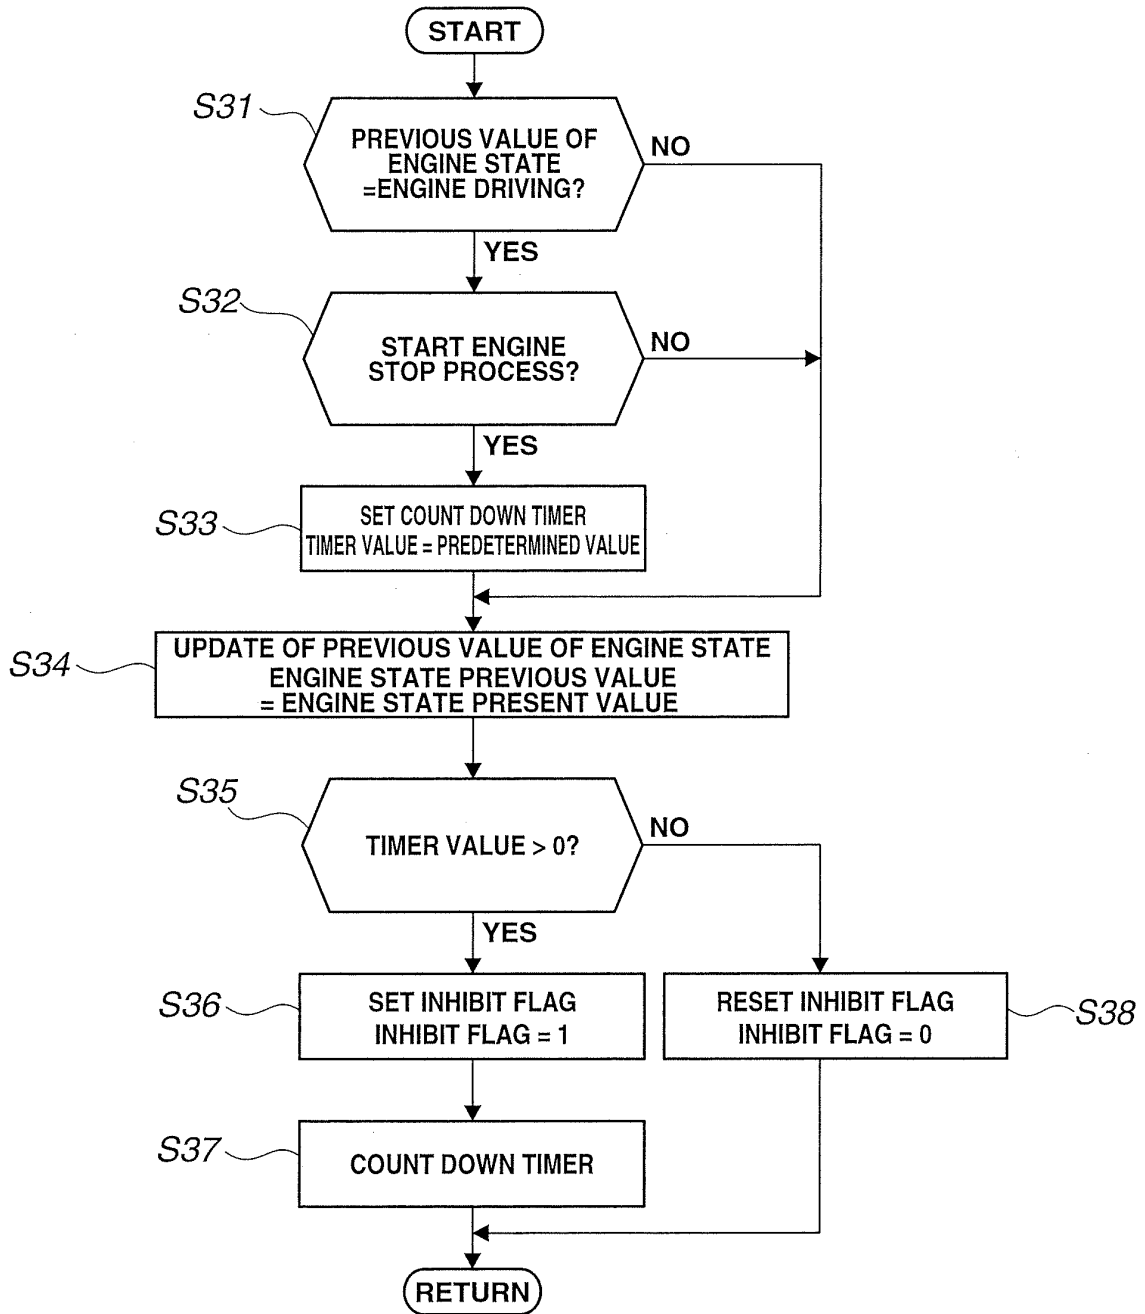 START
S31
PREVIOUS VALUE OF
ENGINE STATE
=ENGINE DRIVING?
NO
YES
S32
START ENGINE
STOP PROCESS?
NO
YES
S33
SET COUNT DOWN TIMER
TIMER VALUE = PREDETERMINED VALUE
S34
UPDATE OF PREVIOUS VALUE OF ENGINE STATE
ENGINE STATE PREVIOUS VALUE
= ENGINE STATE PRESENT VALUE
S35
TIMER VALUE > 0?
NO
YES
S36
SET INHIBIT FLAG
INHIBIT FLAG = 1
RESET INHIBIT FLAG
INHIBIT FLAG = 0
S38
S37
COUNT DOWN TIMER
RETURN